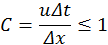 C = uΔt/Δx ≤ 1